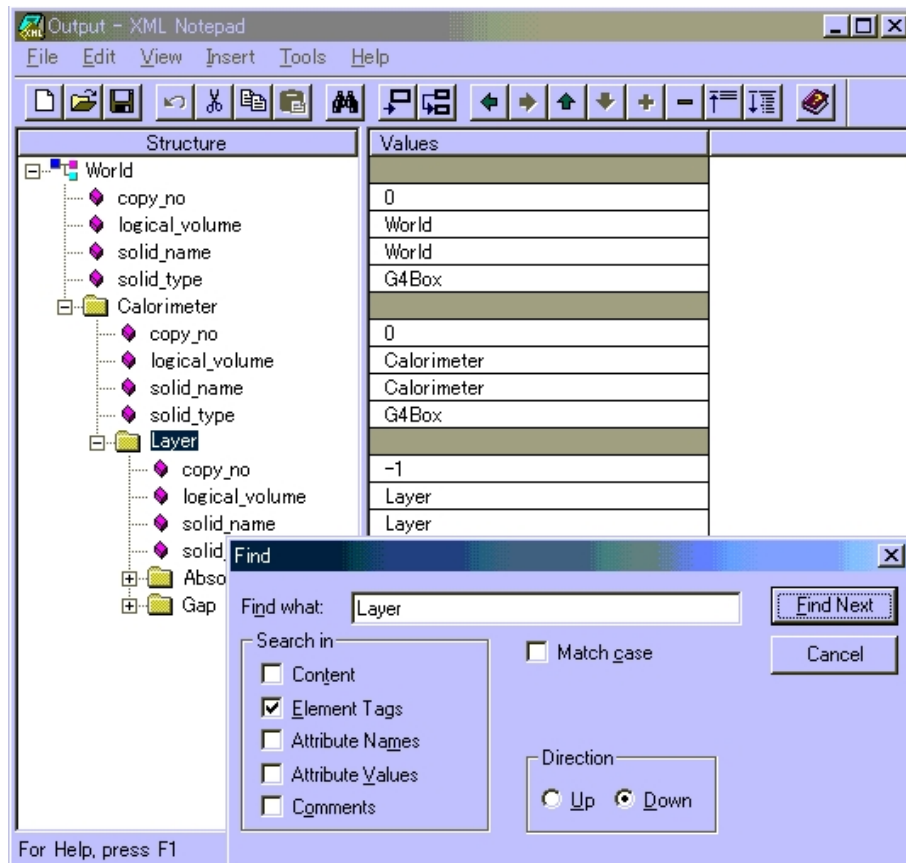 Output - XML Notepad
File Edit View Insert Tools Help
Structure Values
World
copy_no 0
logical_volume World
solid_name World
solid_type G4Box
Calorimeter
copy_no 0
logical_volume Calorimeter
solid_name Calorimeter
solid_type G4Box
Layer
copy_no -1
logical_volume Layer
solid_name Layer
solid_
Abso
Gap
Find
Find what: Layer Find Next
Search in Match case Cancel
Content
Element Tags
Attribute Names
Attribute Values Direction
Comments Up Down
For Help, press F1